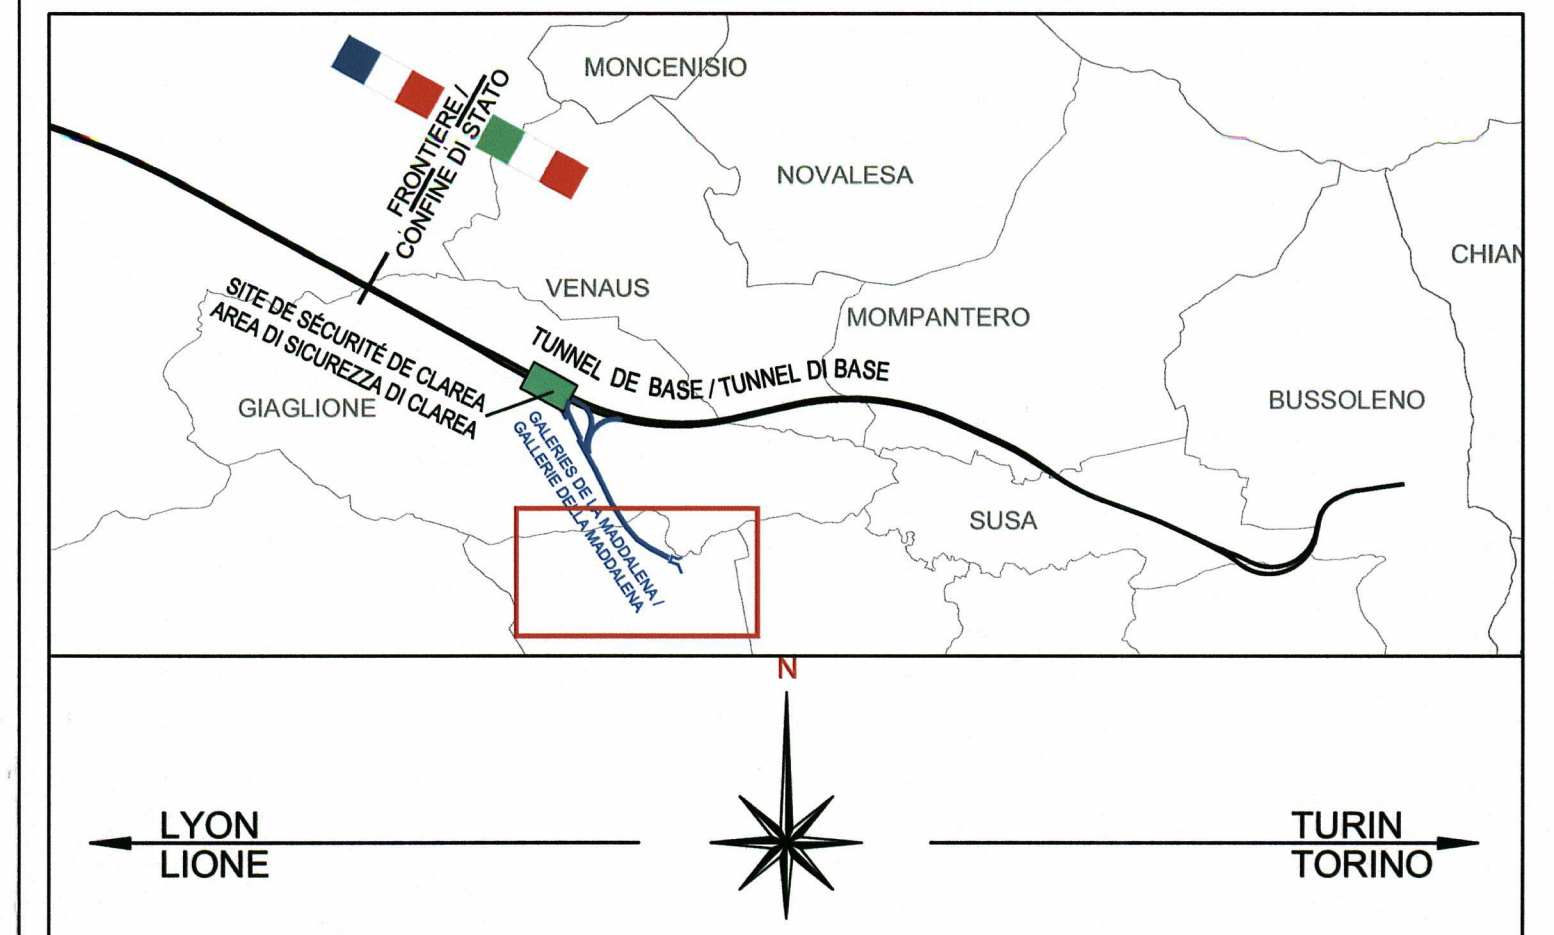 MONCENISIO
FRONTIERE /
CONFINE DI STATO
NOVALESA
CHIAN
VENAUS
MOMPANTERO
SITE DE SÉCURITÉ DE CLAREA
AREA DI SICUREZZA DI CLAREA
TUNNEL DE BASE / TUNNEL DI BASE
GIAGLIONE
BUSSOLENO
GALERIES DE LA MADDALENA /
GALLERIE DELLA MADDALENA
SUSA
N
LYON
LIONE
TURIN
TORINO